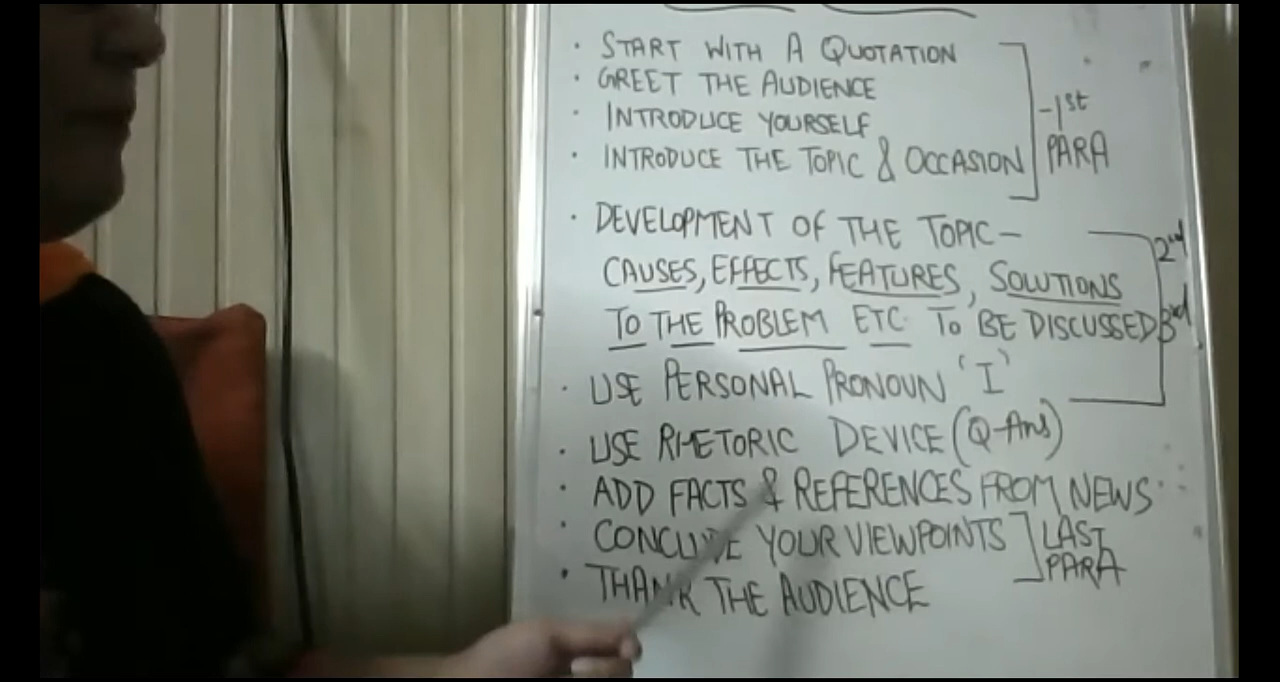 · START WITH A QUOTATION
· GREET THE AUDIENCE
· INTRODUCE YOURSELF
· INTRODUCE THE TOPIC & OCCASION
-1st
PARA
· DEVELOPMENT OF THE TOPIC -
CAUSES, EFFECTS, FEATURES, SOLUTIONS
TO THE PROBLEM ETC. TO BE DISCUSSED
2nd
3rd
· USE PERSONAL PRONOUN 'I'
· USE RHETORIC DEVICE (Q-Ans)
· ADD FACTS & REFERENCES FROM NEWS.
· CONCLUDE YOUR VIEWPOINTS
· THANK THE AUDIENCE
LAST
PARA